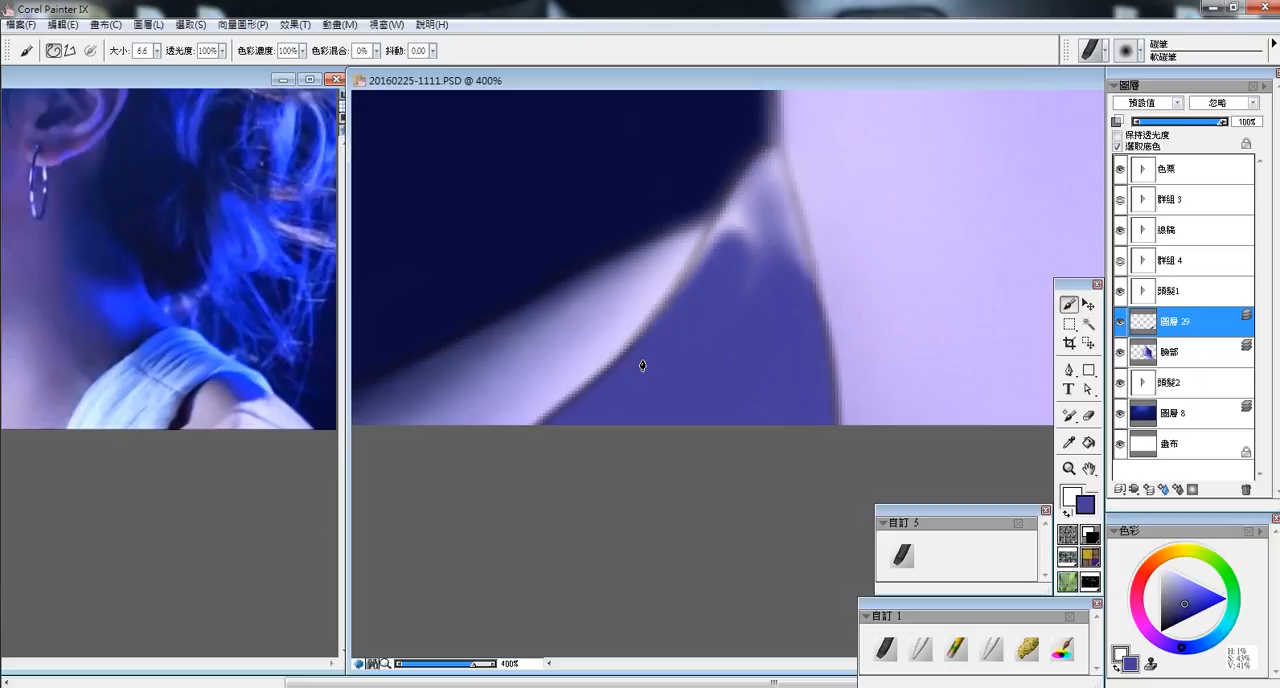 Corel Painter IX
檔案(F) 編輯(E) 畫布(C) 圖層(L) 選取(S) 向量圖形(P) 效果(T) 動畫(M) 視窗(W) 說明(H)
大小: 6.6 透光度: 100% 色彩濃度: 100% 色彩混合: 0% 抖動: 0.00
碳筆
軟碳筆
20160225-1111.PSD @ 400%
圖層
預設值 忽略
100%
保持透光度
選取底色
色票
群組 3
線稿
群組 4
頭髮1
圖層 29
臉部
頭髮2
圖層 8
畫布
自訂 5
自訂 1
色彩
H: 1%
S: 43%
V: 41%
400%